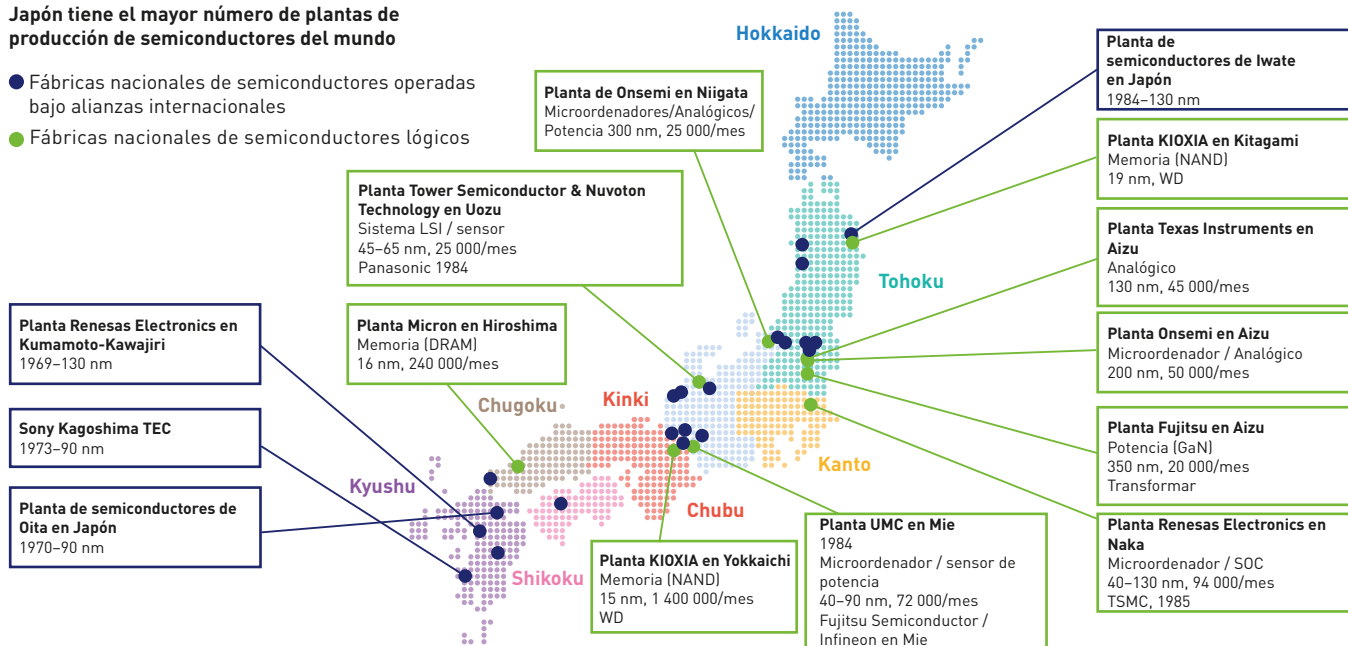 Japón tiene el mayor número de plantas de
producción de semiconductores del mundo
Fábricas nacionales de semiconductores operadas
bajo alianzas internacionales
Fábricas nacionales de semiconductores lógicos
Hokkaido
Planta de
semiconductores de Iwate
en Japón
1984–130 nm
Planta de Onsemi en Niigata
Microordenadores/Analógicos/
Potencia 300 nm, 25 000/mes
Planta KIOXIA en Kitagami
Memoria (NAND)
19 nm, WD
Planta Tower Semiconductor & Nuvoton
Technology en Uozu
Sistema LSI / sensor
45–65 nm, 25 000/mes
Panasonic 1984
Planta Texas Instruments en
Aizu
Analógico
130 nm, 45 000/mes
Tohoku
Planta Renesas Electronics en
Kumamoto-Kawajiri
1969–130 nm
Planta Micron en Hiroshima
Memoria (DRAM)
16 nm, 240 000/mes
Planta Onsemi en Aizu
Microordenador / Analógico
200 nm, 50 000/mes
Kinki
Chugoku
Sony Kagoshima TEC
1973–90 nm
Planta Fujitsu en Aizu
Potencia (GaN)
350 nm, 20 000/mes
Transformar
Kanto
Kyushu
Chubu
Planta de semiconductores de
Oita en Japón
1970–90 nm
Shikoku
Planta KIOXIA en Yokkaichi
Memoria (NAND)
15 nm, 1 400 000/mes
WD
Planta UMC en Mie
1984
Microordenador / sensor de
potencia
40–90 nm, 72 000/mes
Fujitsu Semiconductor /
Infineon en Mie
Planta Renesas Electronics en
Naka
Microordenador / SOC
40–130 nm, 94 000/mes
TSMC, 1985